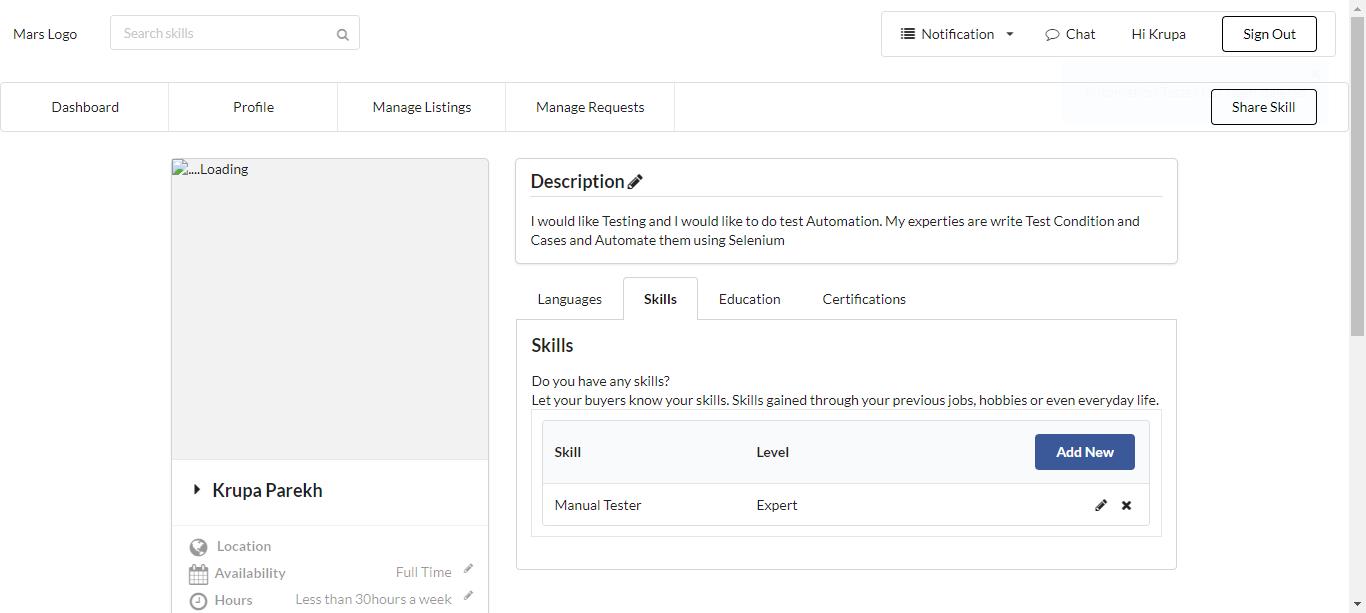 Mars Logo
Search skills
Notification
Chat
Hi Krupa
Sign Out
Dashboard
Profile
Manage Listings
Manage Requests
Share Skill
....Loading
Description
I would like Testing and I would like to do test Automation. My experties are write Test Condition and
Cases and Automate them using Selenium
Languages
Skills
Education
Certifications
Skills
Do you have any skills?
Let your buyers know your skills. Skills gained through your previous jobs, hobbies or even everyday life.
Skill
Level
Add New
Manual Tester
Expert
Krupa Parekh
Location
Availability
Full Time
Hours
Less than 30hours a week